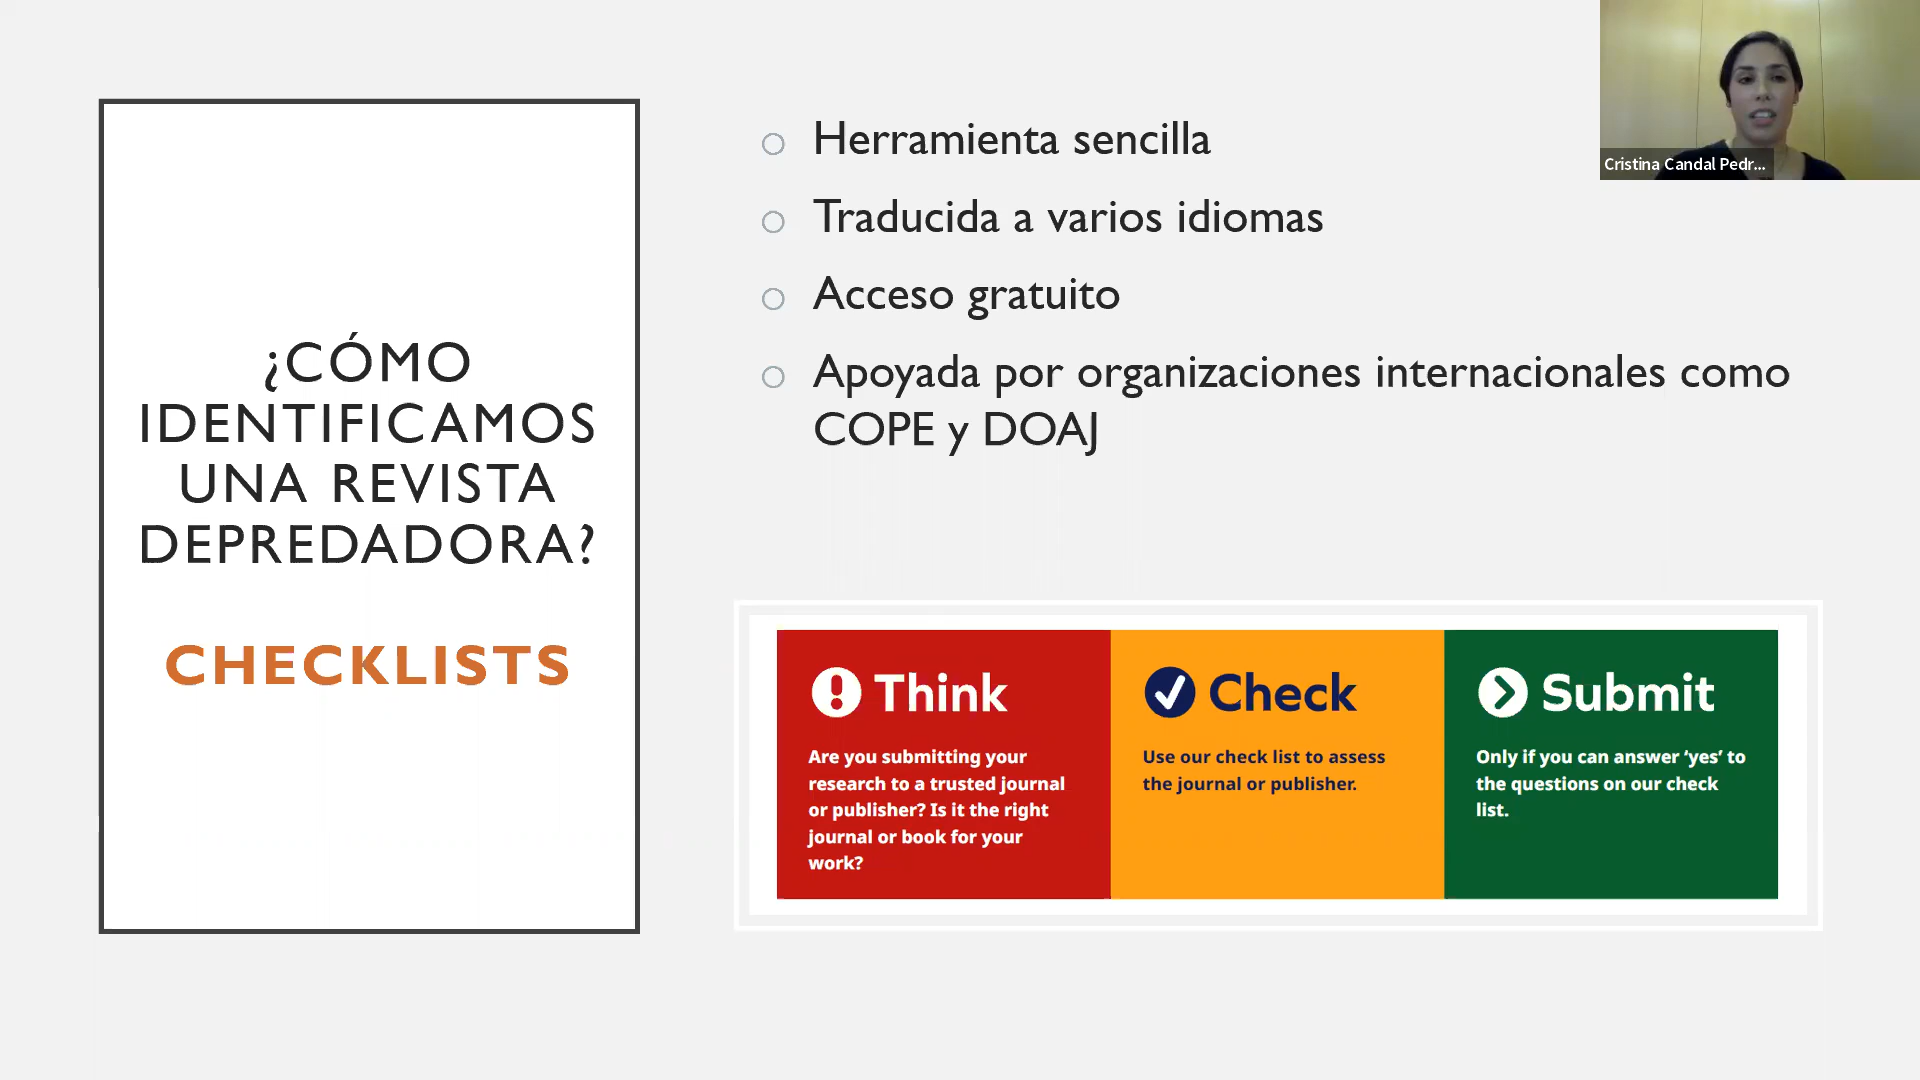 ¿CÓMO
IDENTIFICAMOS
UNA REVISTA
DEPREDADORA?
CHECKLISTS
Herramienta sencilla
Traducida a varios idiomas
Acceso gratuito
Apoyada por organizaciones internacionales como
COPE y DOAJ
Think
Are you submitting your
research to a trusted journal
or publisher? Is it the right
journal or book for your
work?
Check
Use our check list to assess
the journal or publisher.
Submit
Only if you can answer ‘yes’ to
the questions on our check
list.
Cristina Candal Pedr...